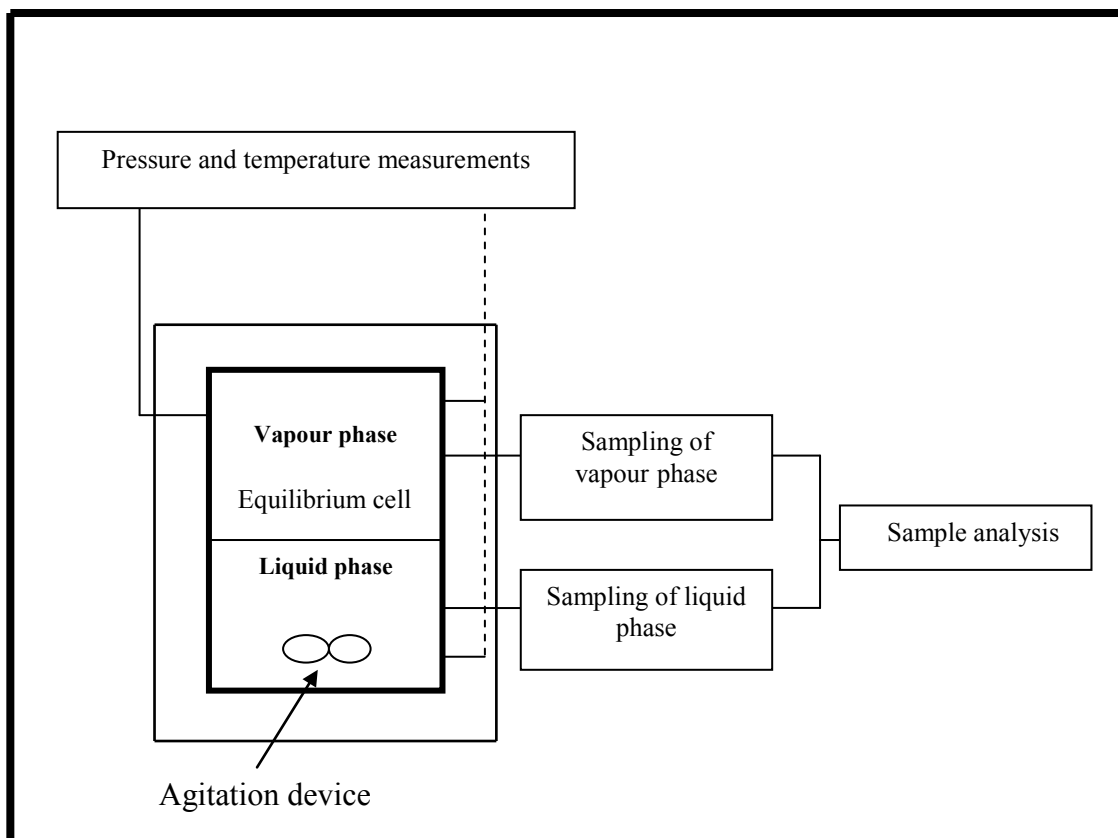 Pressure and temperature measurements
Vapour phase
Equilibrium cell
Liquid phase
Sampling of
vapour phase
Sampling of liquid
phase
Sample analysis
Agitation device